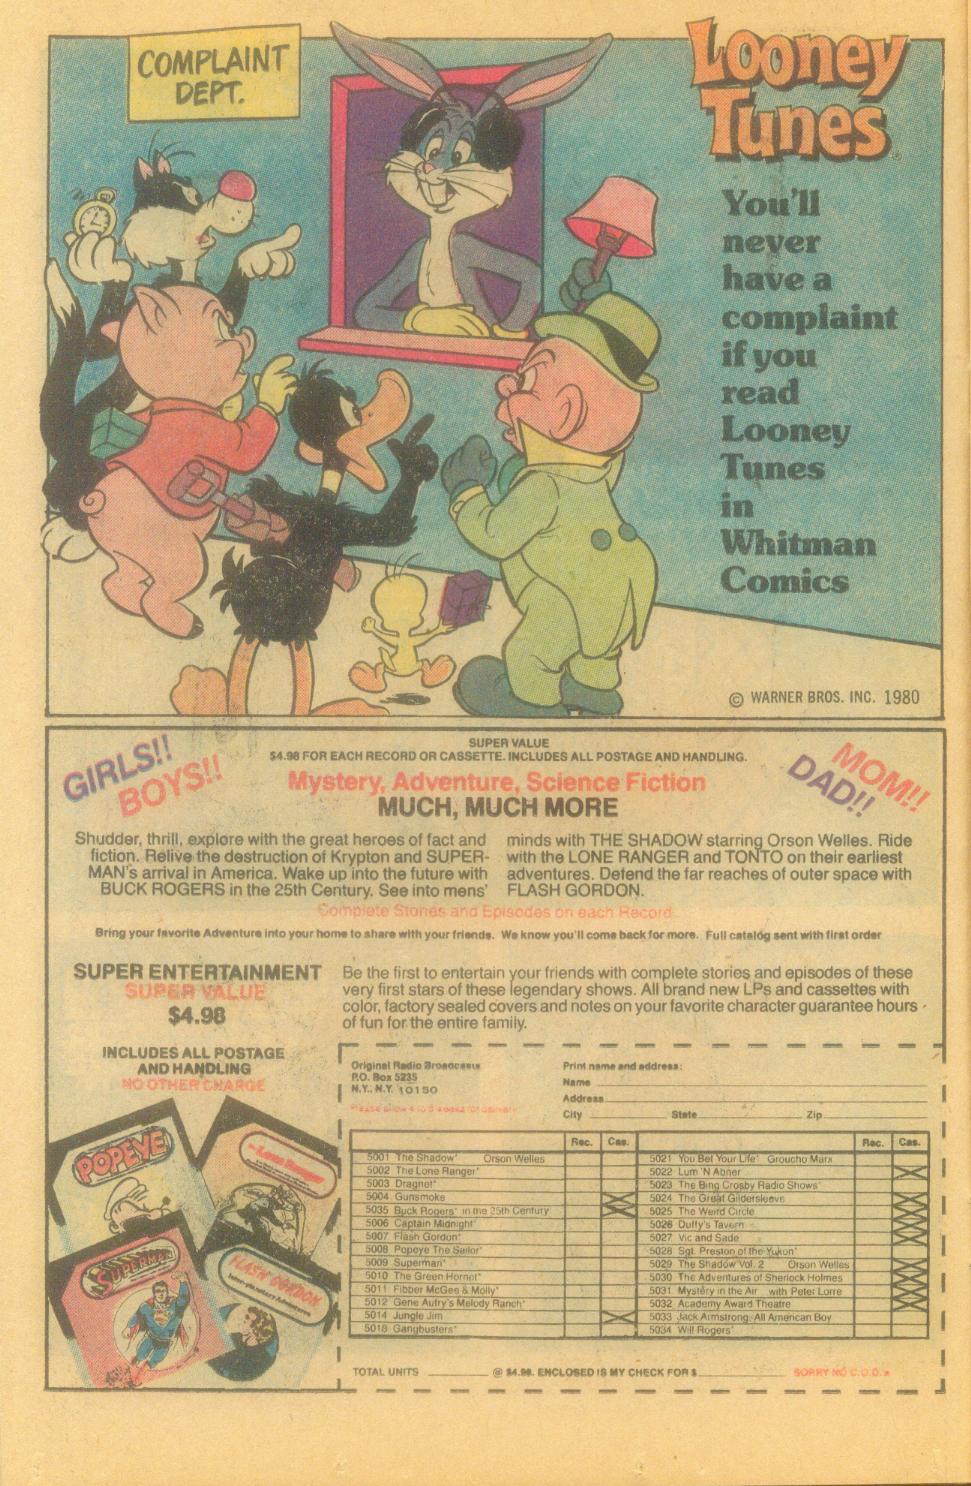 COMPLAINT
DEPT.
Looney
Tunes
You'll
never
have a
complaint
if you
read
Looney
Tunes
in
Whitman
Comics
© WARNER BROS. INC. 1980
GIRLS!!
BOYS!!
SUPER VALUE
$4.98 FOR EACH RECORD OR CASSETTE. INCLUDES ALL POSTAGE AND HANDLING.
Mystery, Adventure, Science Fiction
MUCH, MUCH MORE
MOM!!
DAD!!
Shudder, thrill, explore with the great heroes of fact and
fiction. Relive the destruction of Krypton and SUPER-
MAN's arrival in America. Wake up into the future with
BUCK ROGERS in the 25th Century. See into mens'
minds with THE SHADOW starring Orson Welles. Ride
with the LONE RANGER and TONTO on their earliest
adventures. Defend the far reaches of outer space with
FLASH GORDON.
Complete Stories and Episodes on each Record
Bring your favorite Adventure into your home to share with your friends. We know you'll come back for more. Full catalog sent with first order
SUPER ENTERTAINMENT
SUPER VALUE
$4.98
INCLUDES ALL POSTAGE
AND HANDLING
NO OTHER CHARGE
Be the first to entertain your friends with complete stories and episodes of these
very first stars of these legendary shows. All brand new LPs and cassettes with
color, factory sealed covers and notes on your favorite character guarantee hours
of fun for the entire family.
POPEYE
Lone Ranger
SUPERMAN
FLASH GORDON
Original Radio Broadcasts
P.O. Box 5235
N.Y., N.Y. 10150
Please allow 4 to 6 weeks for delivery
Print name and address:
Name
Address
City State Zip
Rec. Cas.
5001 The Shadow* Orson Welles
5002 The Lone Ranger*
5003 Dragnet*
5004 Gunsmoke
5035 Buck Rogers* in the 25th Century
5006 Captain Midnight*
5007 Flash Gordon*
5008 Popeye The Sailor*
5009 Superman*
5010 The Green Hornet*
5011 Fibber McGee & Molly*
5012 Gene Autry's Melody Ranch*
5014 Jungle Jim
5018 Gangbusters*
Rec. Cas.
5021 You Bet Your Life* Groucho Marx
5022 Lum 'N Abner
5023 The Bing Crosby Radio Shows*
5024 The Great Gildersleeve
5025 The Weird Circle
5026 Duffy's Tavern
5027 Vic and Sade
5028 Sgt. Preston of the Yukon*
5029 The Shadow Vol. 2 Orson Welles
5030 The Adventures of Sherlock Holmes
5031 Mystery in the Air with Peter Lorre
5032 Academy Award Theatre
5033 Jack Armstrong: All American Boy
5034 Will Rogers*
TOTAL UNITS @ $4.98. ENCLOSED IS MY CHECK FOR $ SORRY NO C.O.D.s